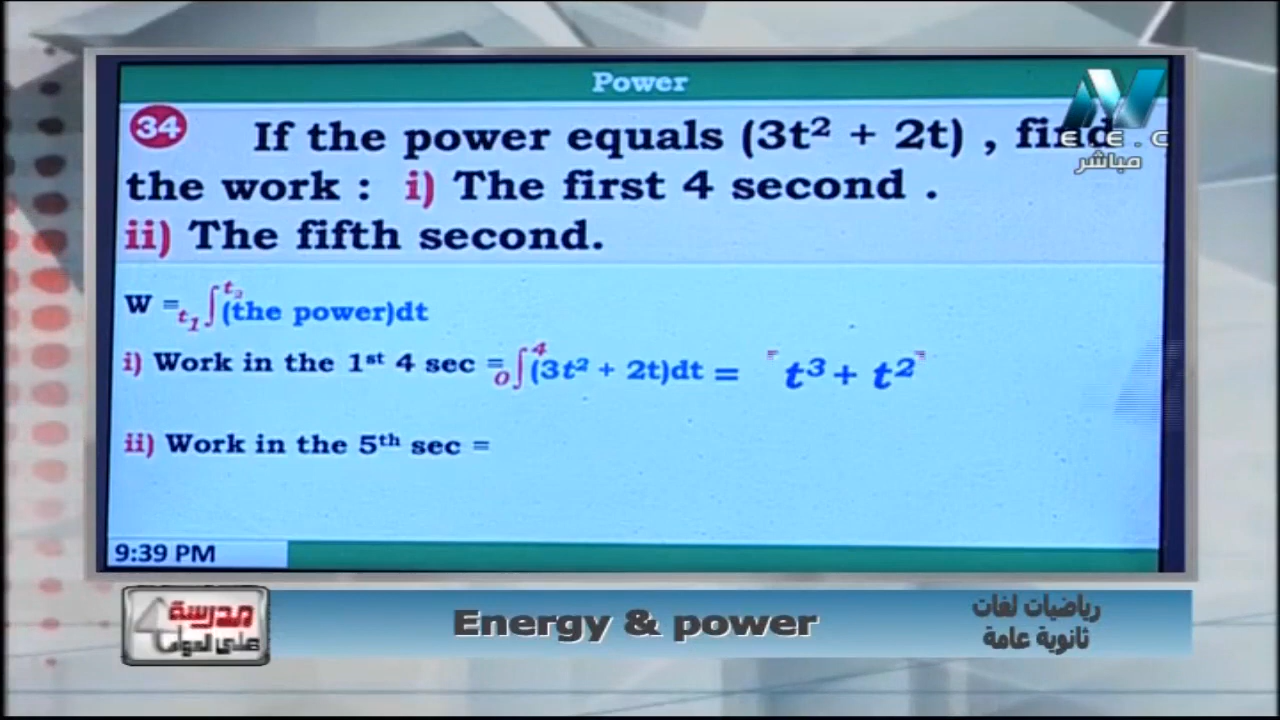 Power
34 If the power equals (3t² + 2t) , find
the work : i) The first 4 second .
ii) The fifth second.
E.E.C
مباشر
W = t₁∫t₂ (the power)dt
i) Work in the 1st 4 sec = 0∫4 (3t² + 2t)dt = [t³ + t²]
ii) Work in the 5th sec =
9:39 PM
مدرسة
على الهواء
Energy & power
رياضيات لغات
ثانوية عامة